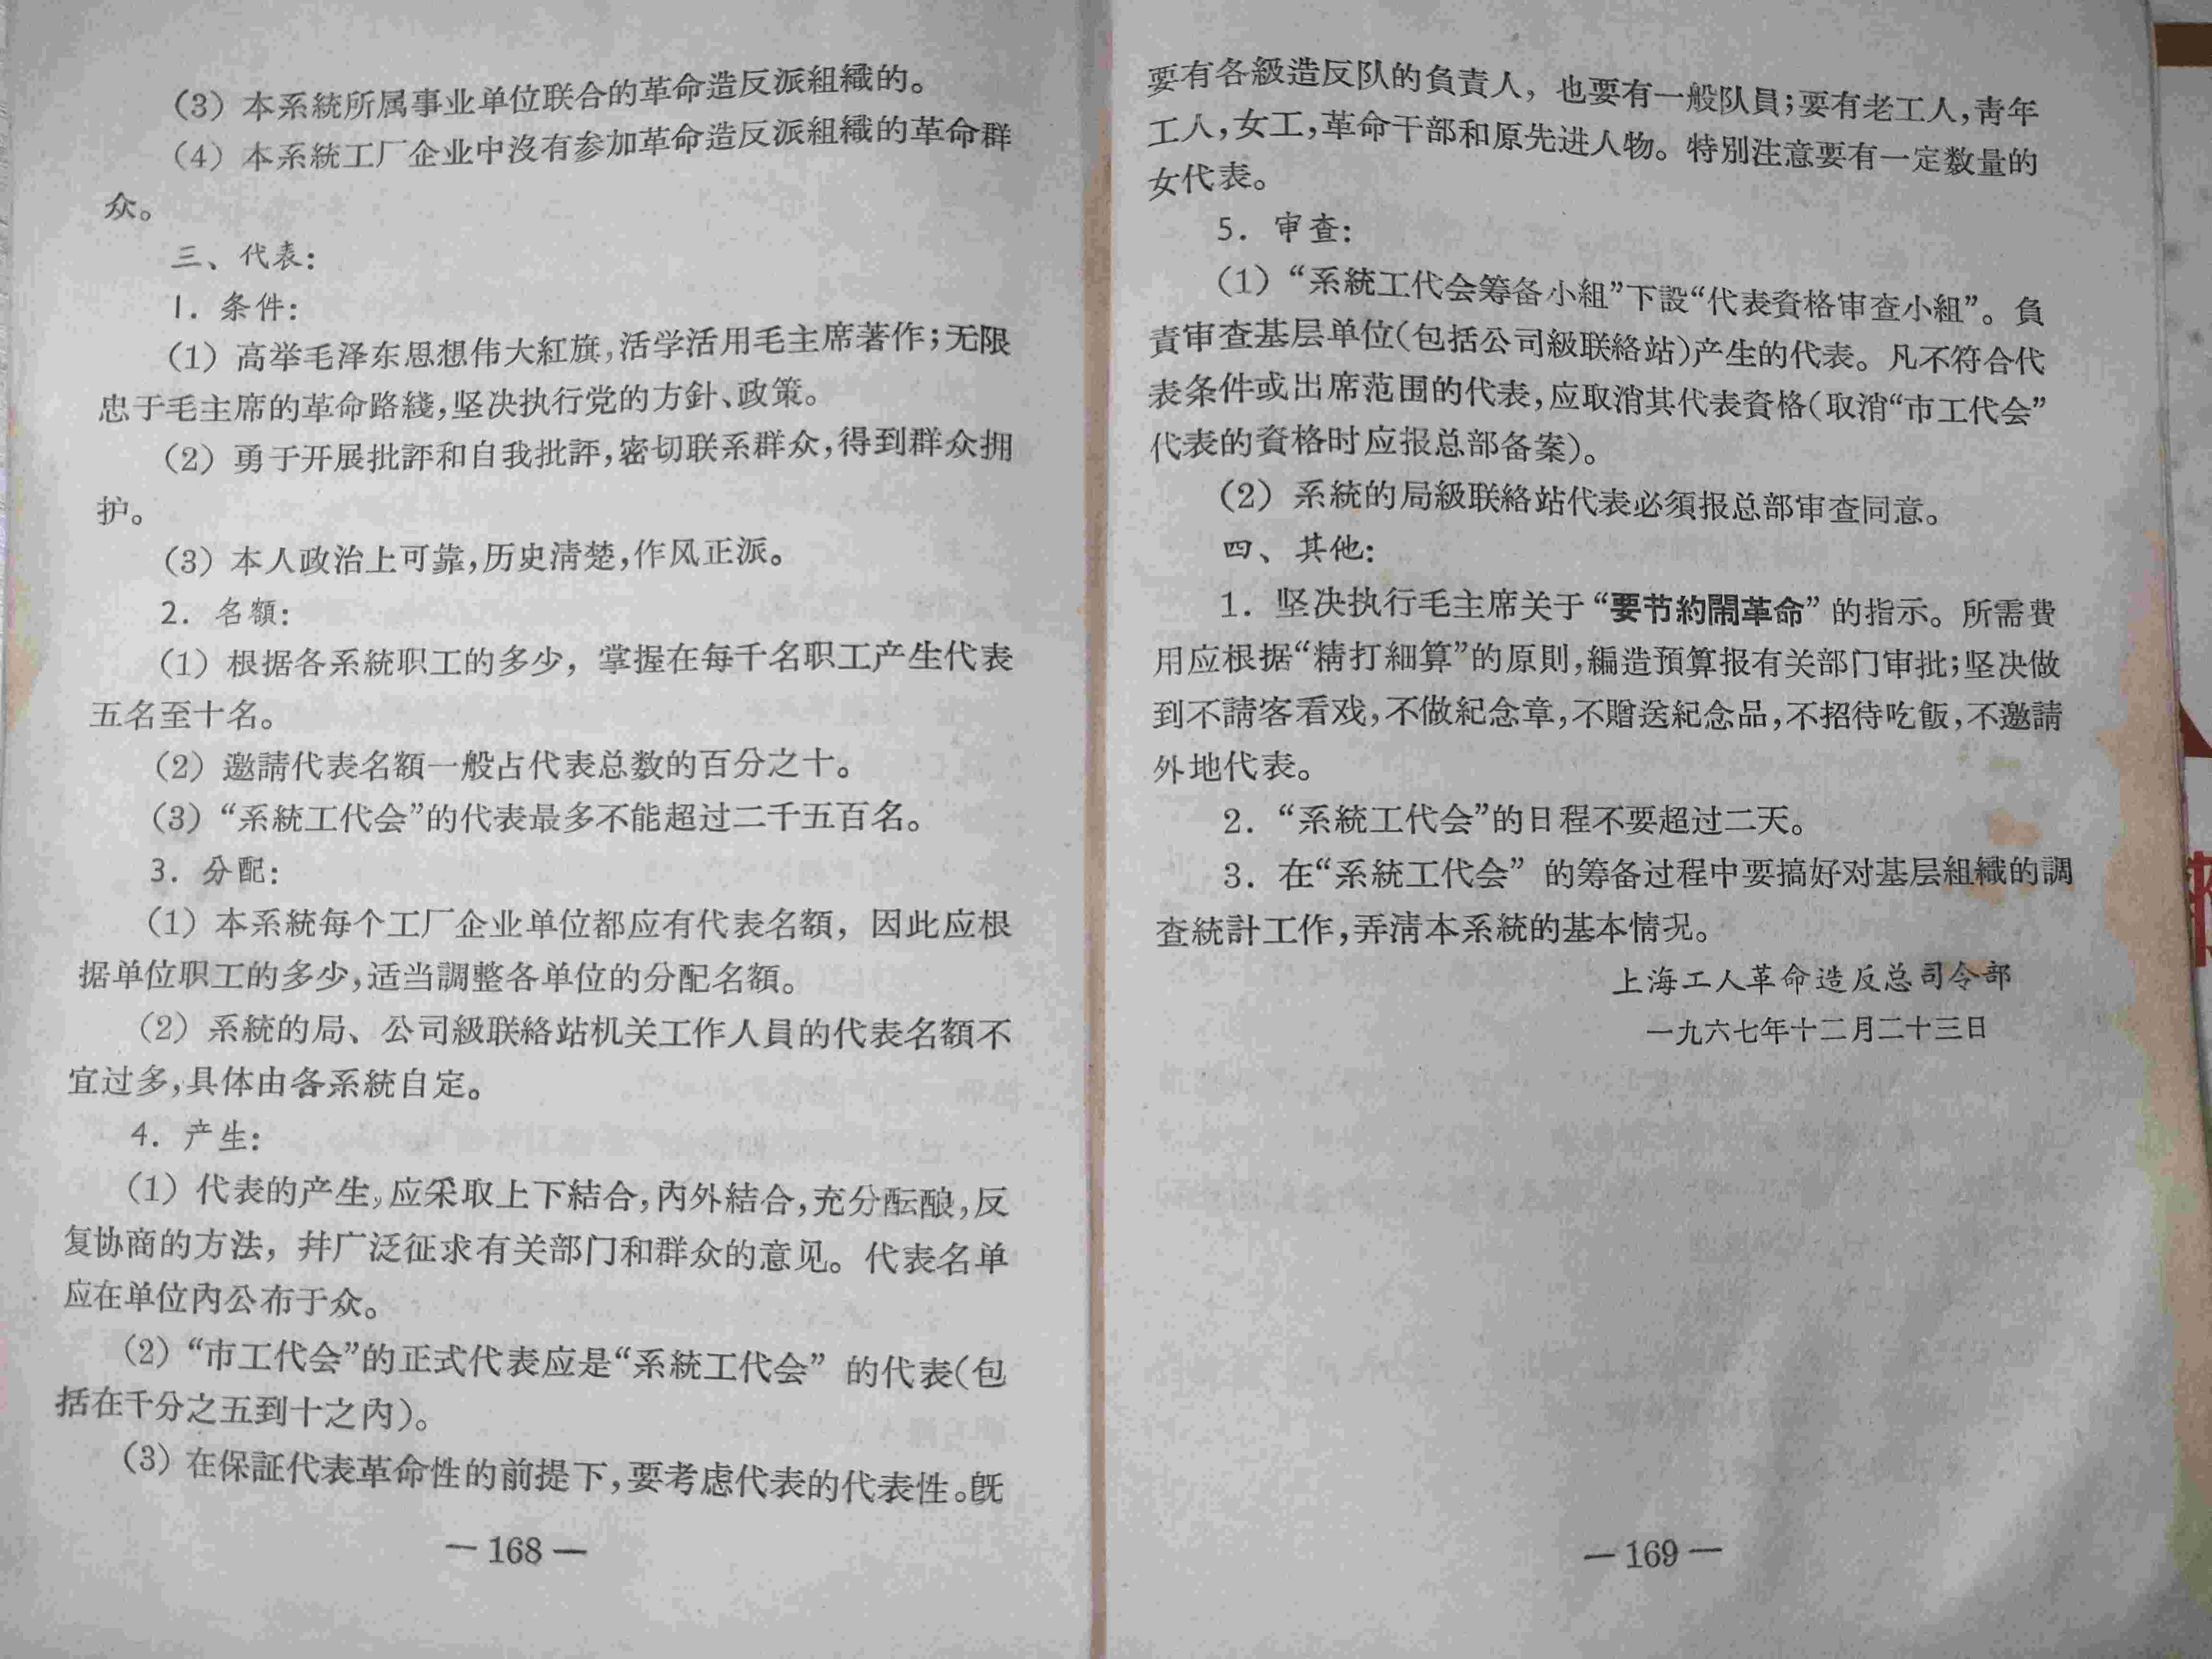 (3) 本系統所属事业单位联合的革命造反派組織的。
(4) 本系統工厂企业中沒有参加革命造反派組織的革命群
众。
三、代表：
1. 条件：
(1) 高举毛泽东思想伟大紅旗，活学活用毛主席著作；无限
忠于毛主席的革命路綫，坚决执行党的方針、政策。
(2) 勇于开展批評和自我批評，密切联系群众，得到群众拥
护。
(3) 本人政治上可靠，历史淸楚，作风正派。
2. 名額：
(1) 根据各系統职工的多少，掌握在每千名职工产生代表
五名至十名。
(2) 邀請代表名額一般占代表总数的百分之十。
(3) “系統工代会”的代表最多不能超过二千五百名。
3. 分配：
(1) 本系統每个工厂企业单位都应有代表名額，因此应根
据单位职工的多少，适当調整各单位的分配名額。
(2) 系統的局、公司級联絡站机关工作人員的代表名額不
宜过多，具体由各系統自定。
4. 产生：
(1) 代表的产生，应采取上下結合，內外結合，充分酝酿，反
复协商的方法，幷广泛征求有关部门和群众的意见。代表名单
应在单位內公布于众。
(2) “市工代会”的正式代表应是“系統工代会”的代表（包
括在千分之五到十之內）。
(3) 在保証代表革命性的前提下，要考虑代表的代表性。旣
— 168 —
要有各級造反队的負責人，也要有一般队員；要有老工人，靑年
工人，女工，革命干部和原先进人物。特別注意要有一定数量的
女代表。
5. 审查：
(1) “系統工代会筹备小組”下設“代表資格审查小組”。負
責审查基层单位（包括公司級联絡站）产生的代表。凡不符合代
表条件或出席范围的代表，应取消其代表資格（取消“市工代会”
代表的資格时应报总部备案）。
(2) 系統的局級联絡站代表必須报总部审查同意。
四、其他：
1. 坚决执行毛主席关于“要节約鬧革命”的指示。所需費
用应根据“精打細算”的原則，編造預算报有关部门审批；坚决做
到不請客看戏，不做紀念章，不贈送紀念品，不招待吃飯，不邀請
外地代表。
2. “系統工代会”的日程不要超过二天。
3. 在“系統工代会”的筹备过程中要搞好对基层組織的調
查統計工作，弄淸本系統的基本情况。
上海工人革命造反总司令部
一九六七年十二月二十三日
— 169 —